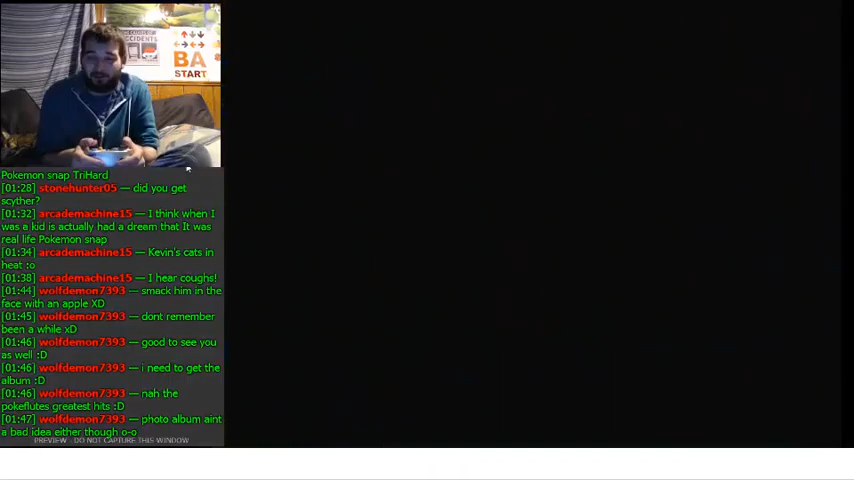 ACCIDENTS
BA
START
Pokemon snap TriHard
[01:28] stonehunter05 — did you get
scyther?
[01:32] arcademachine15 — I think when I
was a kid is actually had a dream that It was
real life Pokemon snap
[01:34] arcademachine15 — Kevin's cats in
heat :o
[01:38] arcademachine15 — I hear coughs!
[01:44] wolfdemon7393 — smack him in the
face with an apple XD
[01:45] wolfdemon7393 — dont remember
been a while xD
[01:46] wolfdemon7393 — good to see you
as well :D
[01:46] wolfdemon7393 — i need to get the
album :D
[01:46] wolfdemon7393 — nah the
pokeflutes greatest hits :D
[01:47] wolfdemon7393 — photo album aint
a bad idea either though o-o
PREVIEW - DO NOT CAPTURE THIS WINDOW